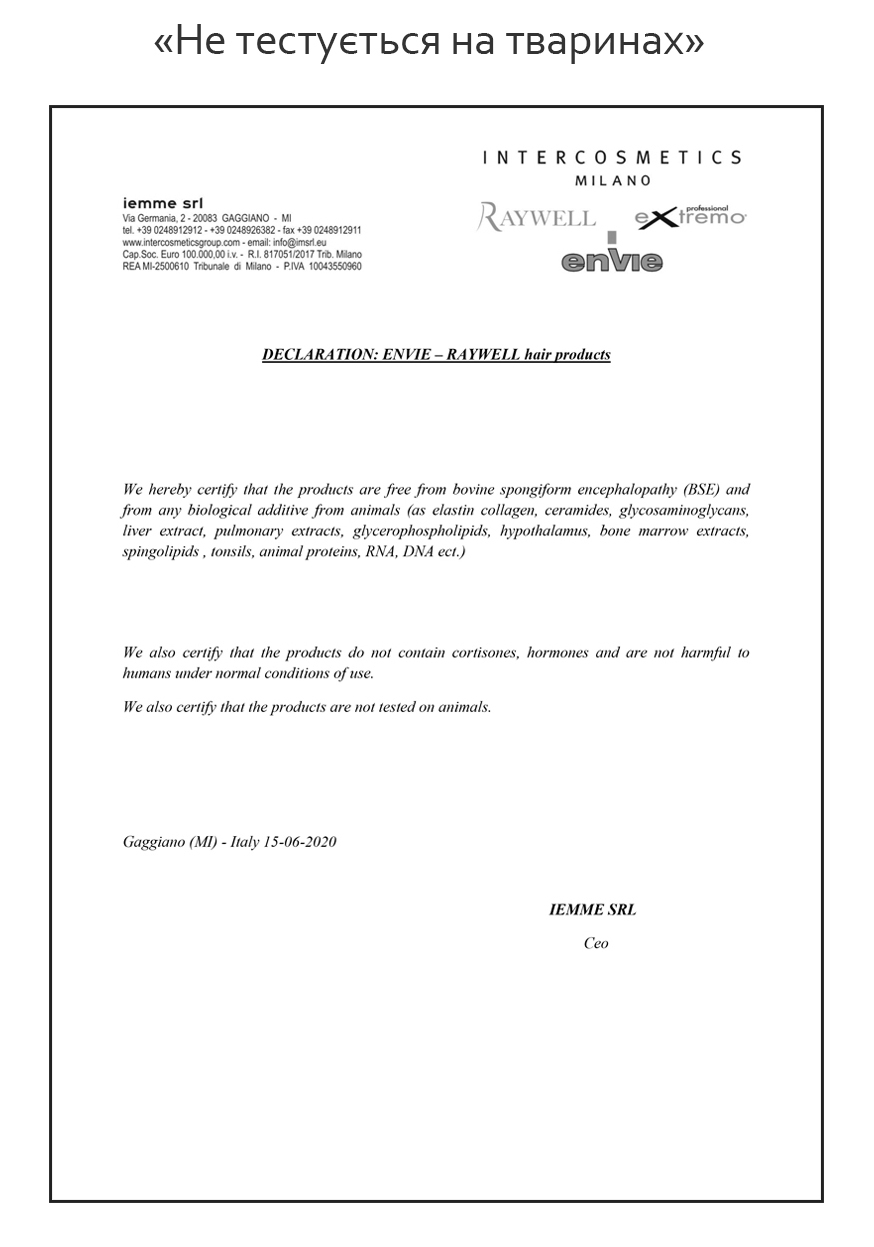 «Не тестується на тваринах»
INTERCOSMETICS
MILANO
iemme srl
Via Germania, 2 - 20083 GAGGIANO - MI
tel. +39 0248912912 - +39 0248926382 - fax +39 0248912911
www.intercosmeticsgroup.com - email: info@imsrl.eu
Cap.Soc. Euro 100.000,00 i.v. - R.I. 817051/2017 Trib. Milano
REA MI-2500610 Tribunale di Milano - P.IVA 10043550960
RAYWELL
professional
eXtremo
enVie
DECLARATION: ENVIE – RAYWELL hair products
We hereby certify that the products are free from bovine spongiform encephalopathy (BSE) and
from any biological additive from animals (as elastin collagen, ceramides, glycosaminoglycans,
liver extract, pulmonary extracts, glycerophospholipids, hypothalamus, bone marrow extracts,
spingolipids , tonsils, animal proteins, RNA, DNA ect.)
We also certify that the products do not contain cortisones, hormones and are not harmful to
humans under normal conditions of use.
We also certify that the products are not tested on animals.
Gaggiano (MI) - Italy 15-06-2020
IEMME SRL
Ceo